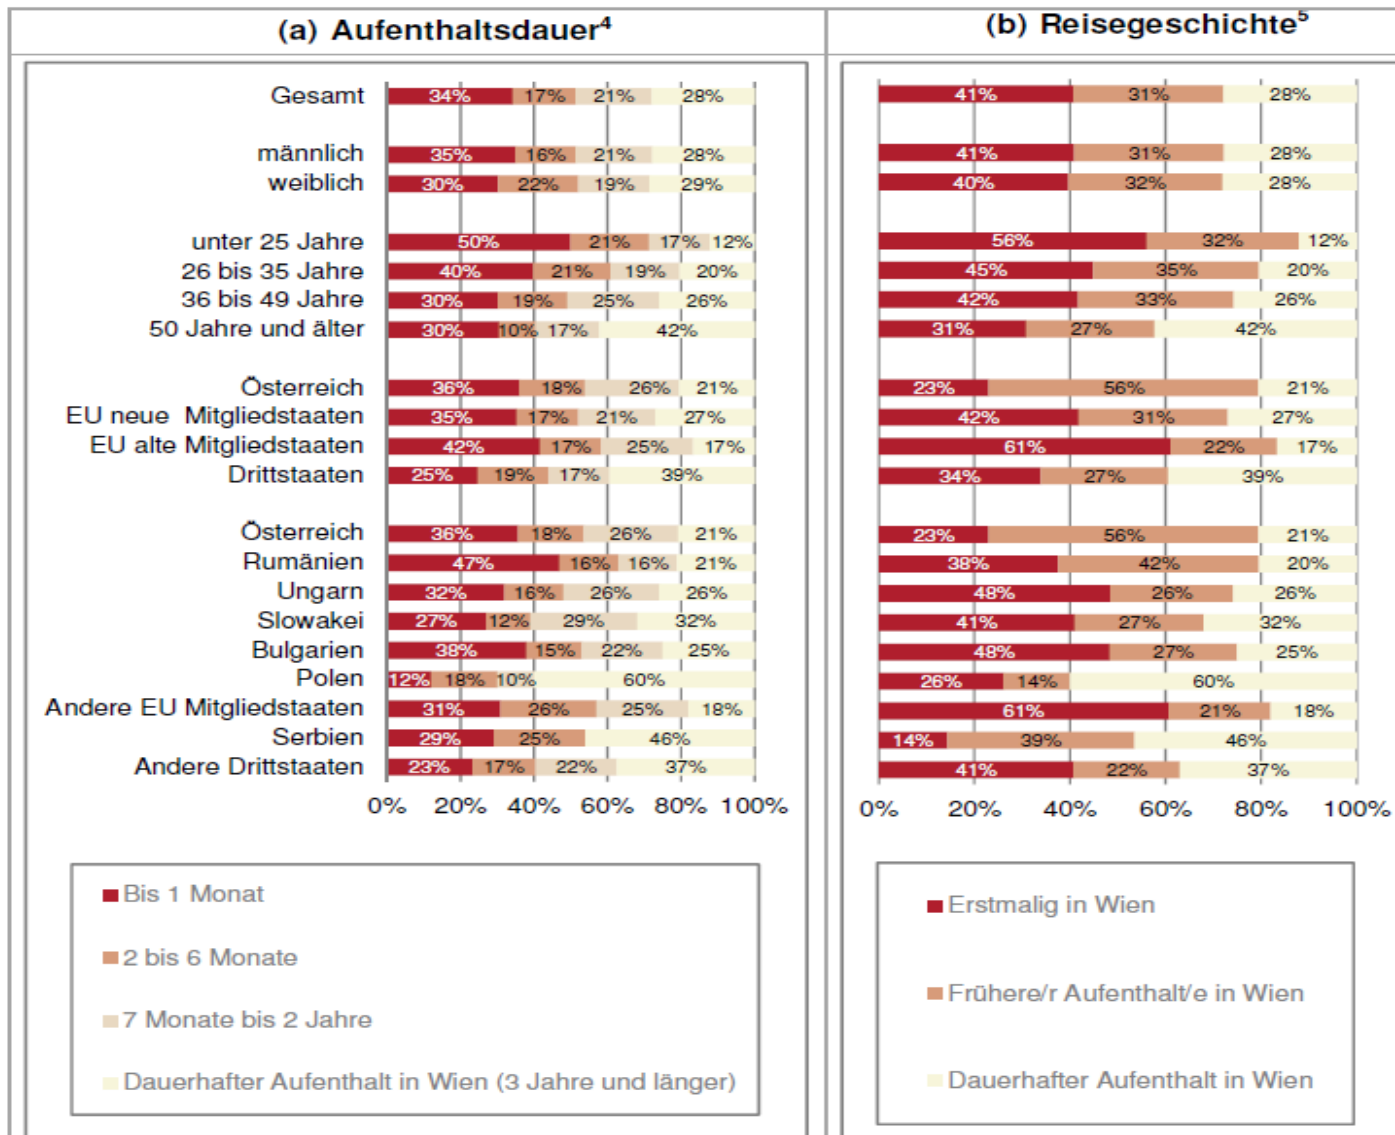 (a) Aufenthaltsdauer⁴
Gesamt 34% 17% 21% 28%
männlich 35% 16% 21% 28%
weiblich 30% 22% 19% 29%
unter 25 Jahre 50% 21% 17% 12%
26 bis 35 Jahre 40% 21% 19% 20%
36 bis 49 Jahre 30% 19% 25% 26%
50 Jahre und älter 30% 10% 17% 42%
Österreich 36% 18% 26% 21%
EU neue Mitgliedstaaten 35% 17% 21% 27%
EU alte Mitgliedstaaten 42% 17% 25% 17%
Drittstaaten 25% 19% 17% 39%
Österreich 36% 18% 26% 21%
Rumänien 47% 16% 16% 21%
Ungarn 32% 16% 26% 26%
Slowakei 27% 12% 29% 32%
Bulgarien 38% 15% 22% 25%
Polen 12% 18% 10% 60%
Andere EU Mitgliedstaaten 31% 26% 25% 18%
Serbien 29% 25% 46%
Andere Drittstaaten 23% 17% 22% 37%
0% 20% 40% 60% 80% 100%
Bis 1 Monat
2 bis 6 Monate
7 Monate bis 2 Jahre
Dauerhafter Aufenthalt in Wien (3 Jahre und länger)
(b) Reisegeschichte⁵
41% 31% 28%
41% 31% 28%
40% 32% 28%
56% 32% 12%
45% 35% 20%
42% 33% 26%
31% 27% 42%
23% 56% 21%
42% 31% 27%
61% 22% 17%
34% 27% 39%
23% 56% 21%
38% 42% 20%
48% 26% 26%
41% 27% 32%
48% 27% 25%
26% 14% 60%
61% 21% 18%
14% 39% 46%
41% 22% 37%
0% 20% 40% 60% 80% 100%
Erstmalig in Wien
Frühere/r Aufenthalt/e in Wien
Dauerhafter Aufenthalt in Wien